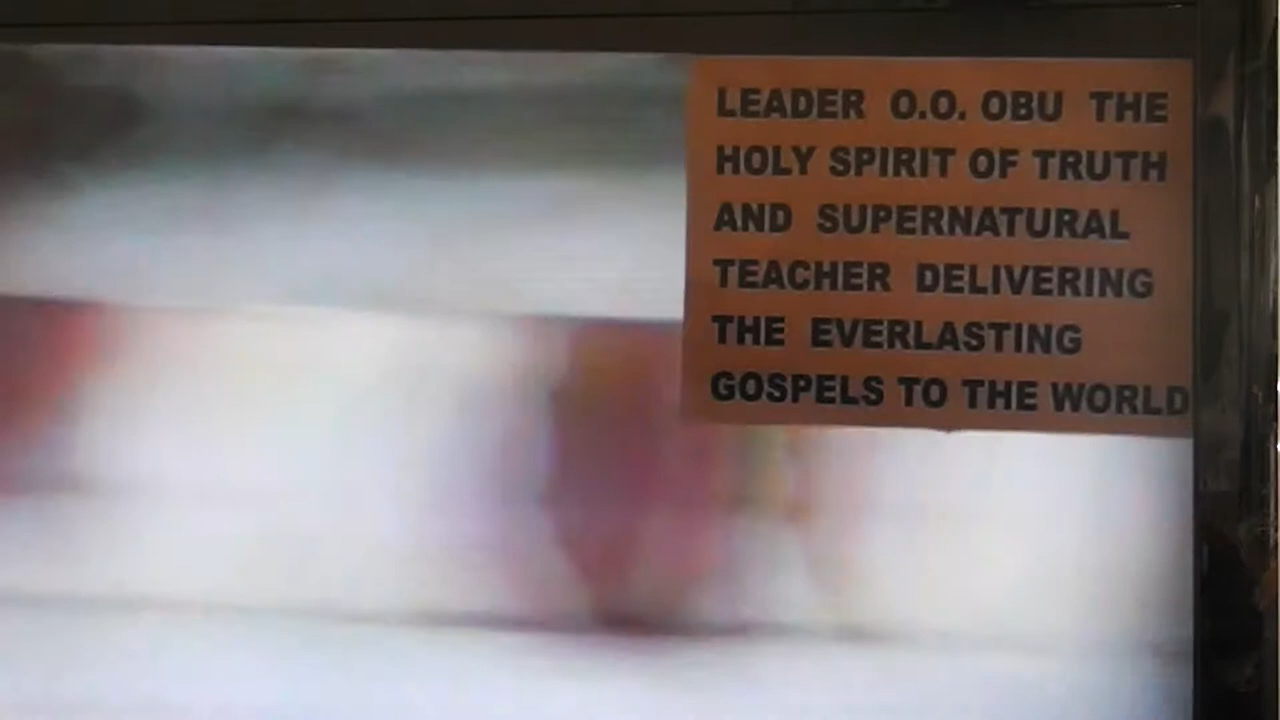 LEADER O.O. OBU THE
HOLY SPIRIT OF TRUTH
AND SUPERNATURAL
TEACHER DELIVERING
THE EVERLASTING
GOSPELS TO THE WORLD